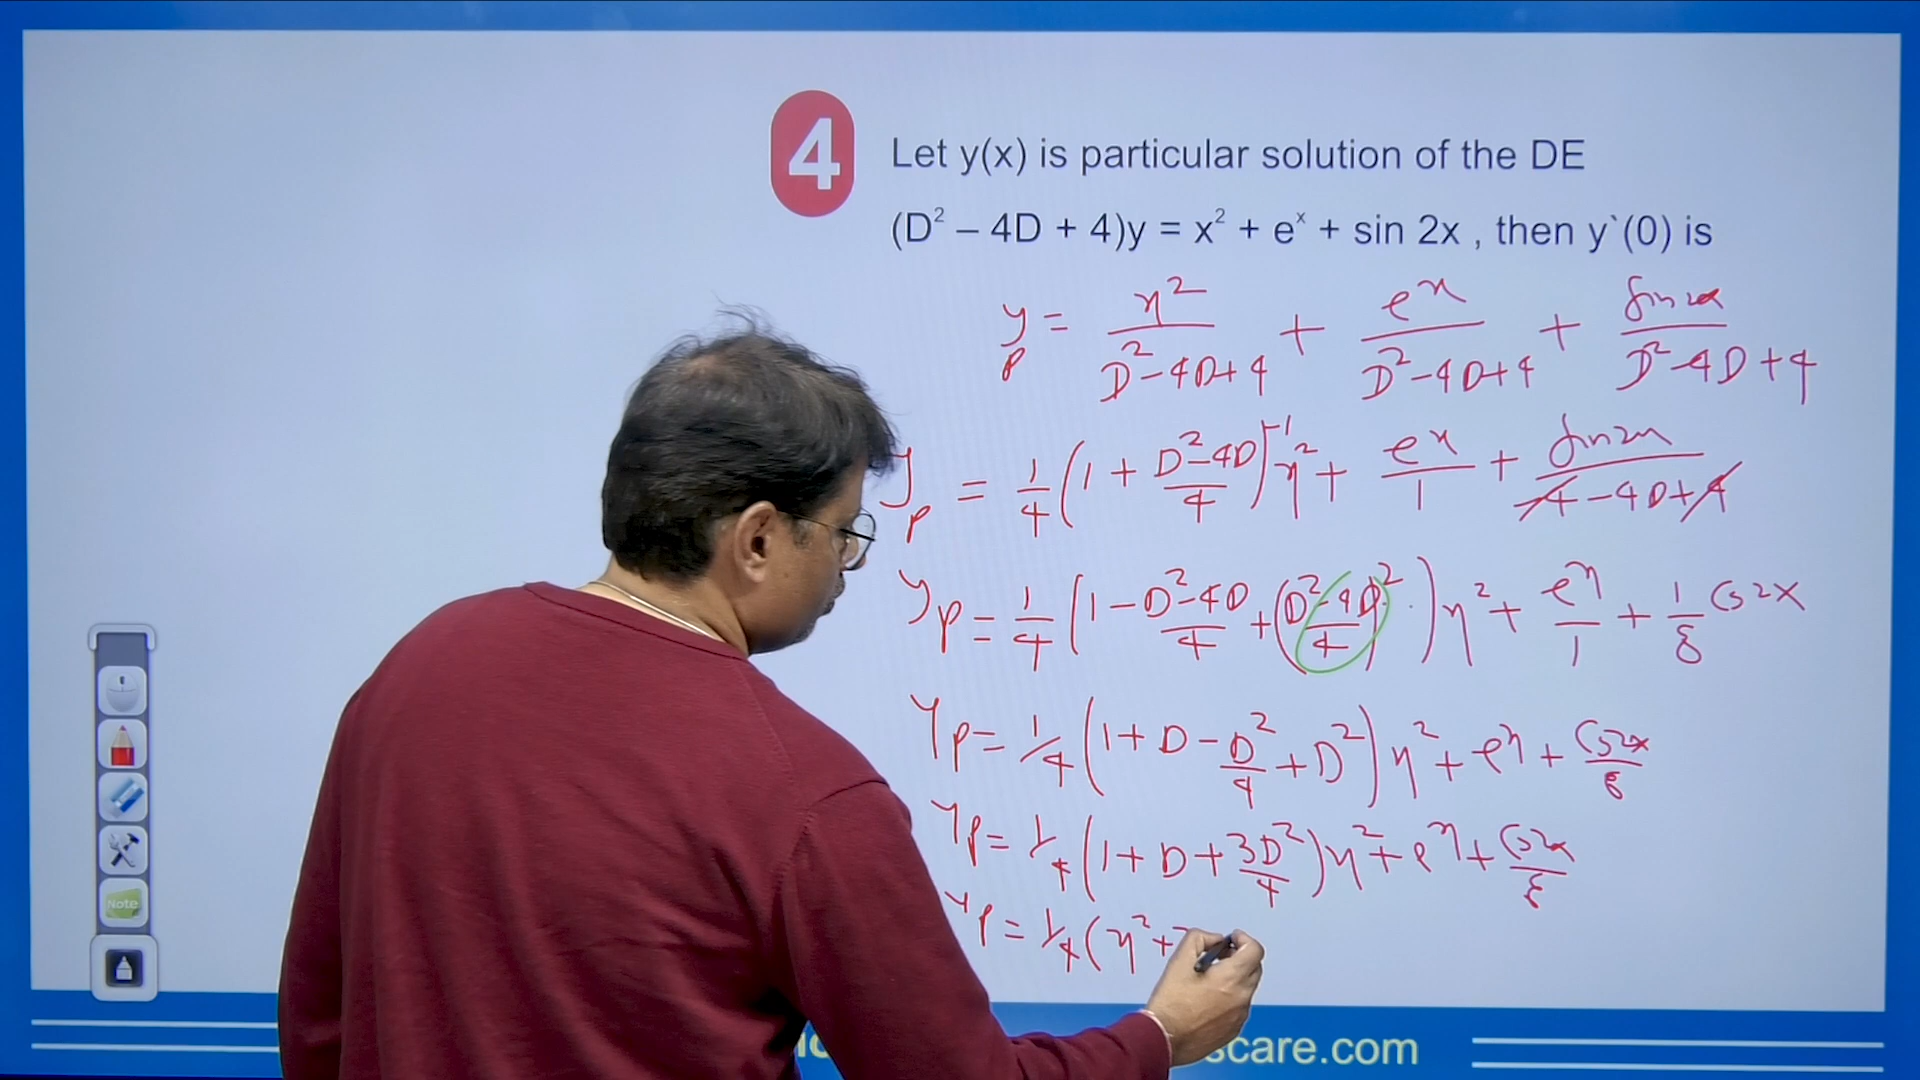 4
Let y(x) is particular solution of the DE
(D² – 4D + 4)y = x² + eˣ + sin 2x , then y`(0) is
yₚ = x²/(D²-4D+4) + eˣ/(D²-4D+4) + sin2x/(D²-4D+4)
yₚ = 1/4 (1 + (D²-4D)/4)⁻¹ x² + eˣ/1 + sin2x/(-4-4D+4)
yₚ = 1/4 (1 - (D²-4D)/4 + ((D²-4D)/4)² ··) x² + eˣ/1 + 1/8 Cos2x
yₚ = 1/4 (1 + D - D²/4 + D²) x² + eˣ + Cos2x/8
yₚ = 1/4 (1 + D + 3D²/4) x² + eˣ + Cos2x/8
yₚ = 1/4 (x² +
Note
scare.com